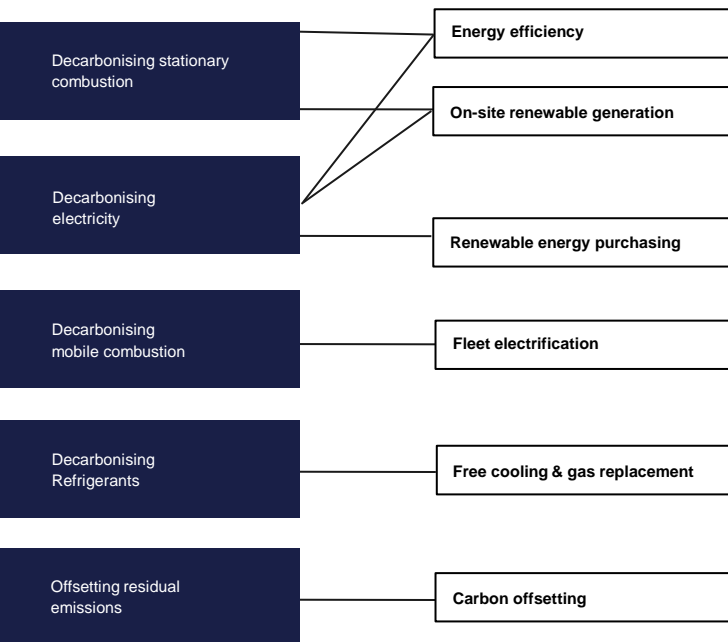 Energy efficiency
Decarbonising stationary
combustion
On-site renewable generation
Decarbonising
electricity
Renewable energy purchasing
Decarbonising
mobile combustion
Fleet electrification
Decarbonising
Refrigerants
Free cooling & gas replacement
Offsetting residual
emissions
Carbon offsetting